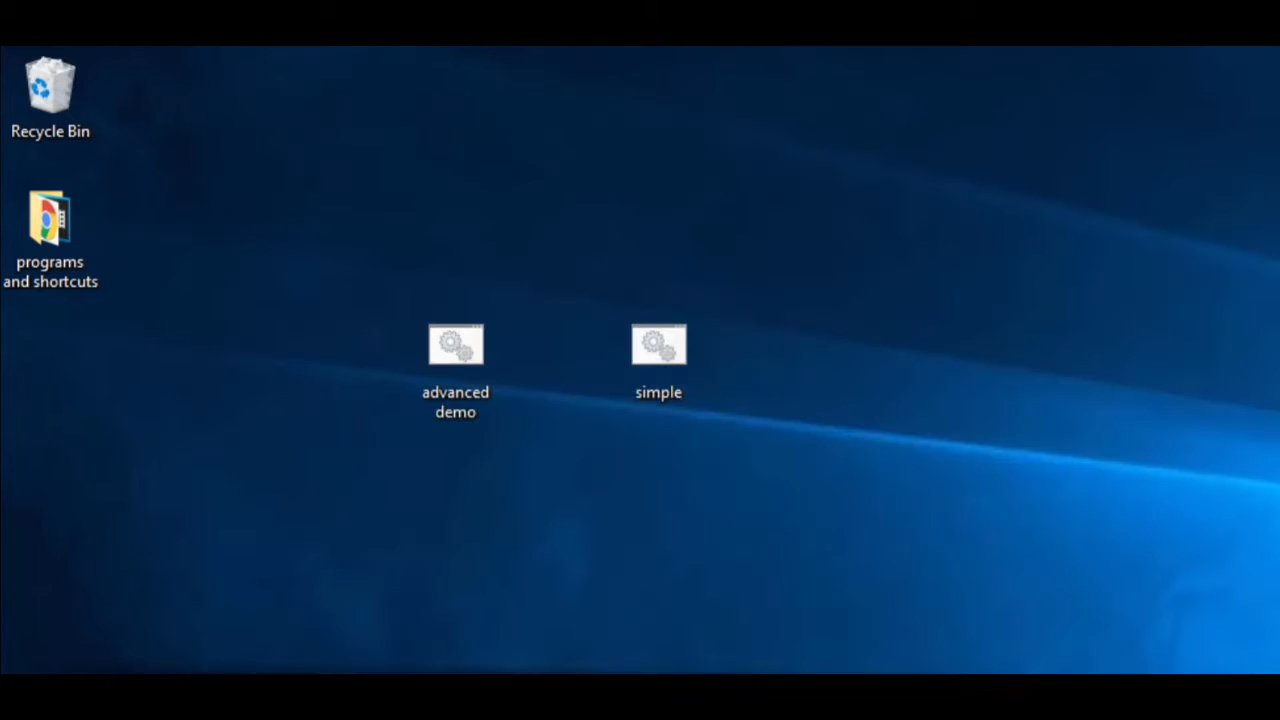 Recycle Bin
programs
and shortcuts
advanced
demo
simple